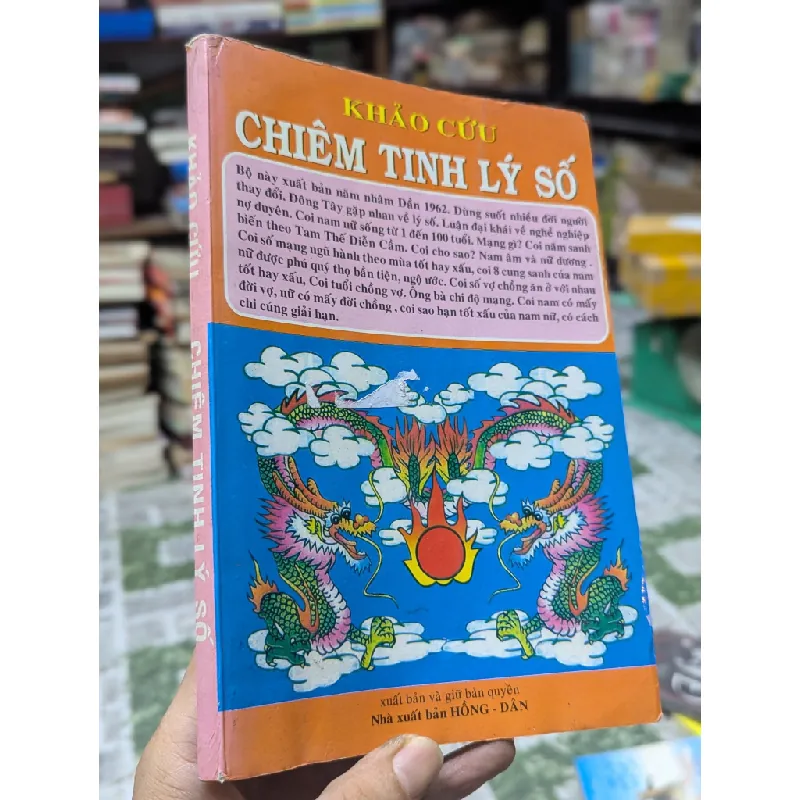 KHẢO CỨU
CHIÊM TINH LÝ SỐ
Bộ này xuất bản năm nhâm Dần 1962. Dùng suốt nhiều đời người
thay đổi. Đông Tây gặp nhau về lý số. Luận đại khái về nghề nghiệp
nợ duyên. Coi nam nữ sống từ 1 đến 100 tuổi. Mạng gì? Coi năm sanh
biến theo Tam Thế Diễn Cầm. Coi cho sao? Nam âm và nữ dương -
Coi số mạng ngũ hành theo mùa tốt hay xấu, coi 8 cung sanh của nam
nữ được phú quý thọ bần tiện, ngộ ước. Coi số vợ chồng ăn ở với nhau
tốt hay xấu, Coi tuổi chồng vợ. Ông bà chi độ mạng. Coi nam có mấy
đời vợ, nữ có mấy đời chồng , coi sao hạn tốt xấu của nam nữ, có cách
chi cúng giải hạn.
xuất bản và giữ bản quyền
Nhà xuất bản HỒNG - DÂN
KHẢO CỨU CHIÊM TINH LÝ SỐ